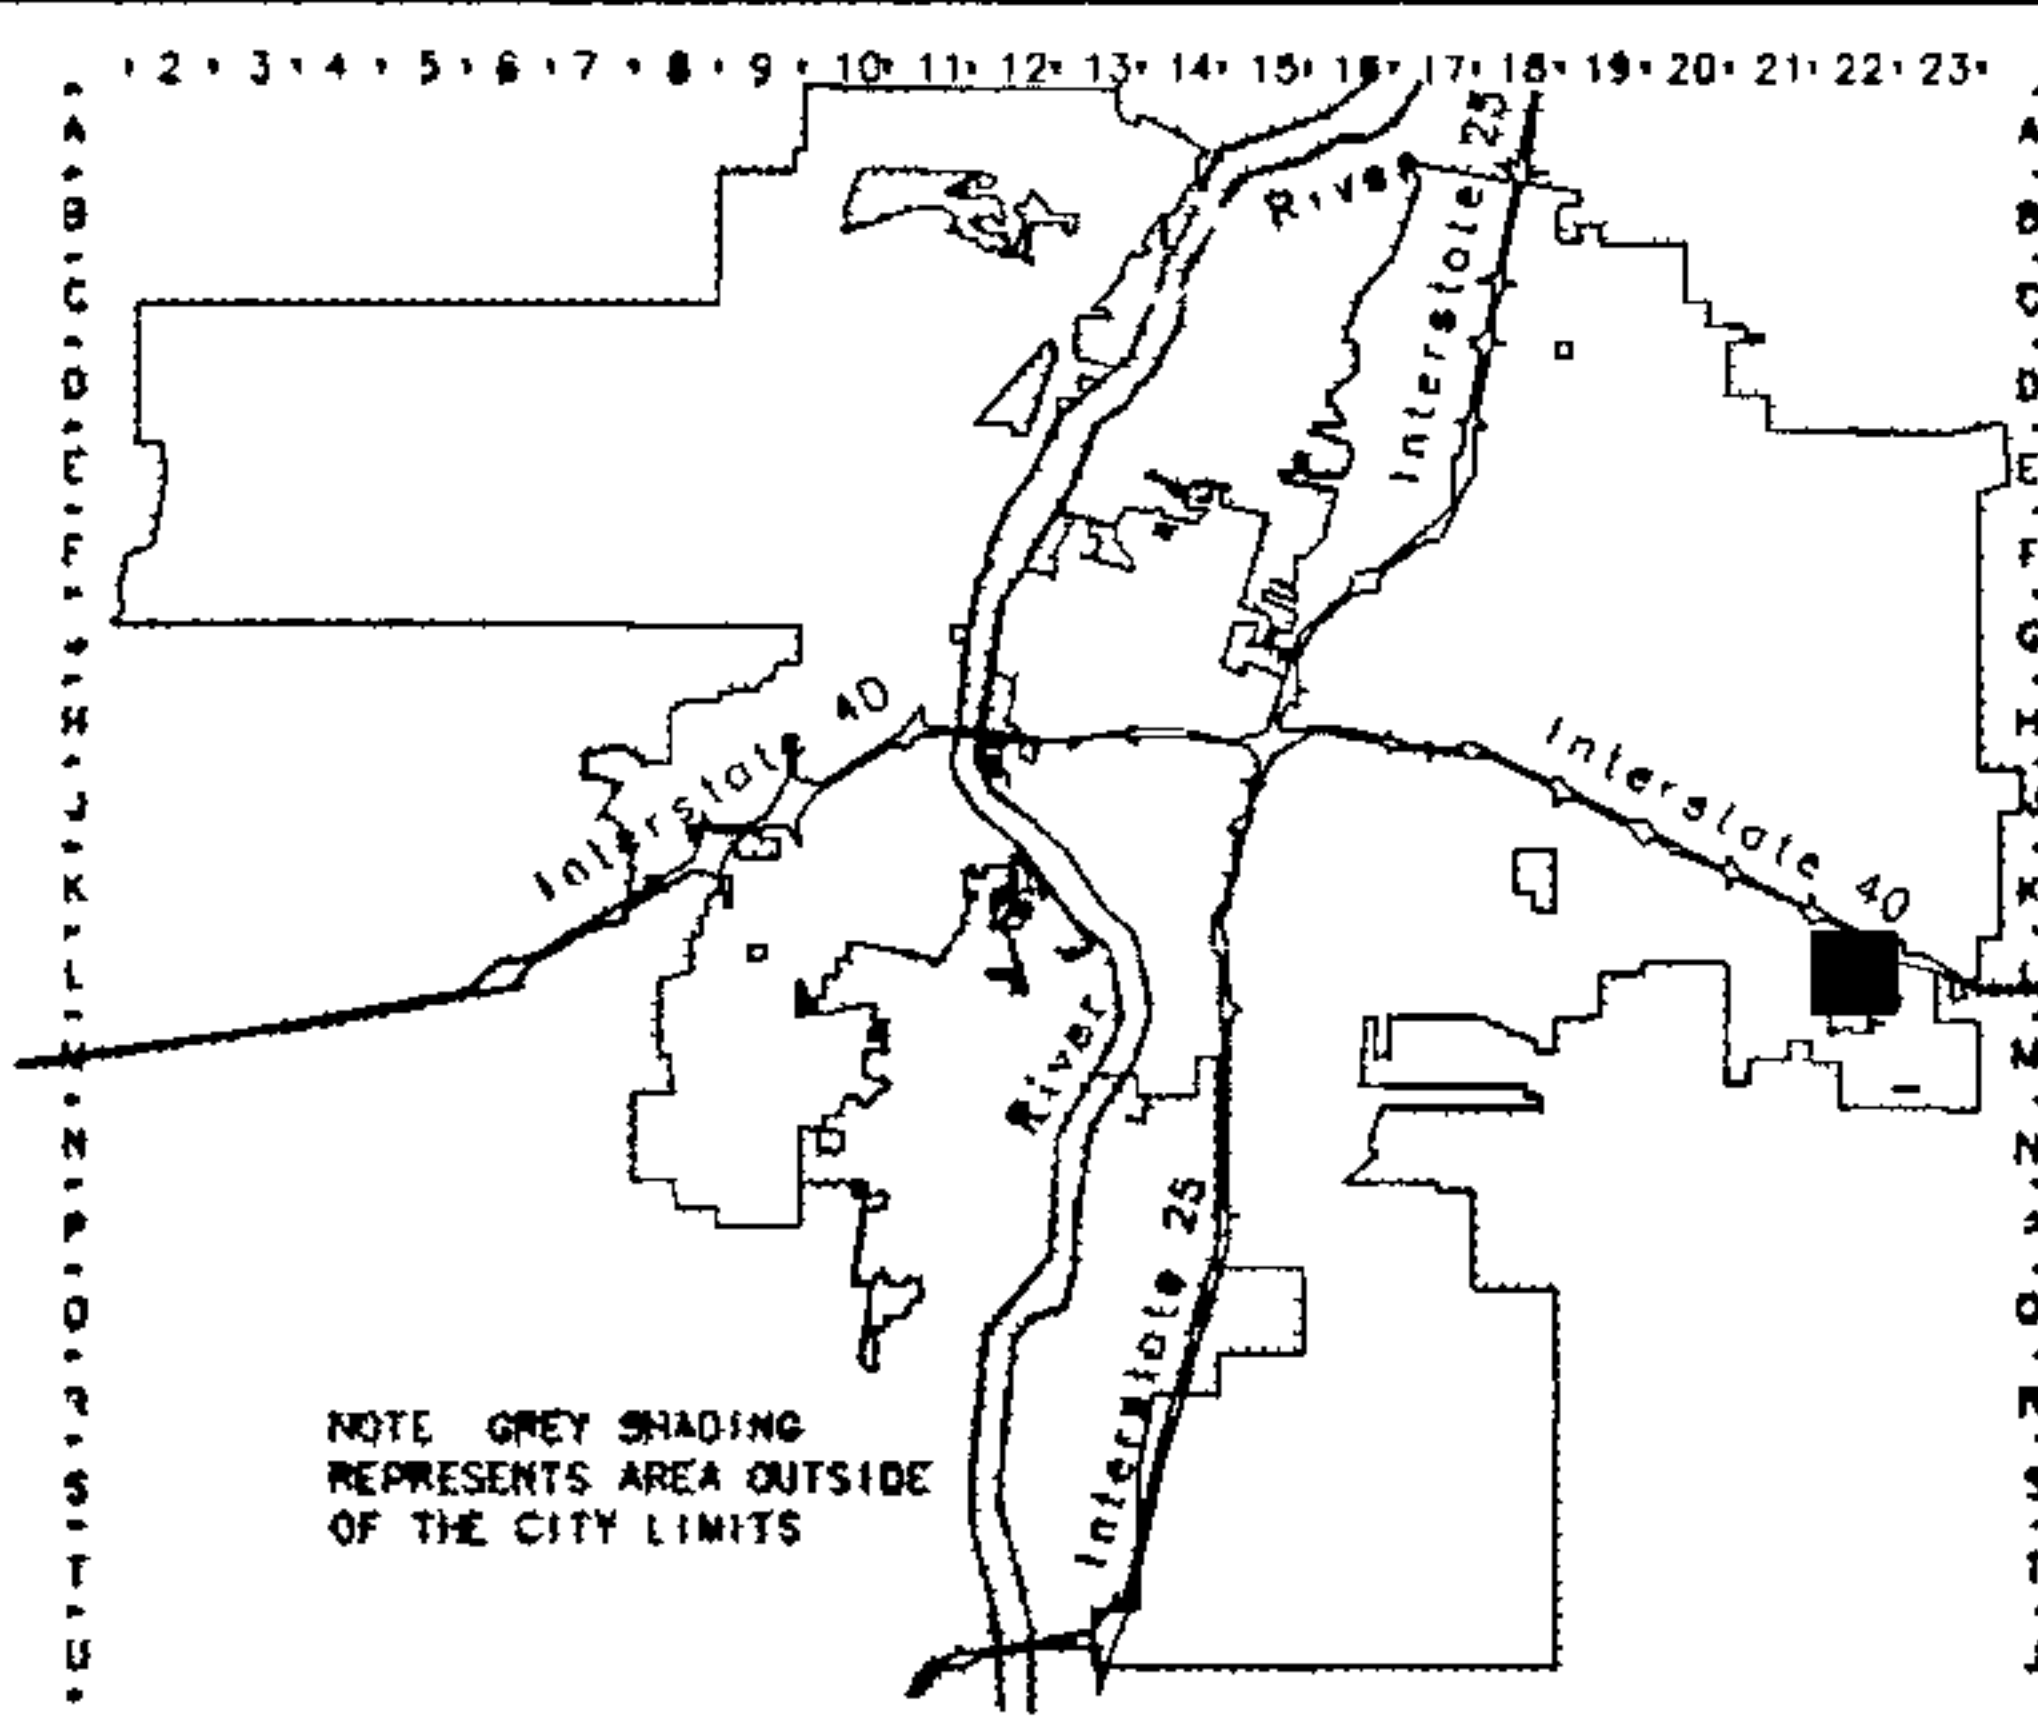 2 3 4 5 6 7 8 9 10 11 12 13 14 15 16 17 18 19 20 21 22 23
A
B
C
D
E
F
G
H
J
K
L
M
N
P
Q
R
S
T
U
River
Interstate 25
Interstate 40
Interstate 40
River
Interstate 25
NOTE GREY SHADING
REPRESENTS AREA OUTSIDE
OF THE CITY LIMITS
A
B
C
D
E
F
G
H
K
L
M
N
R